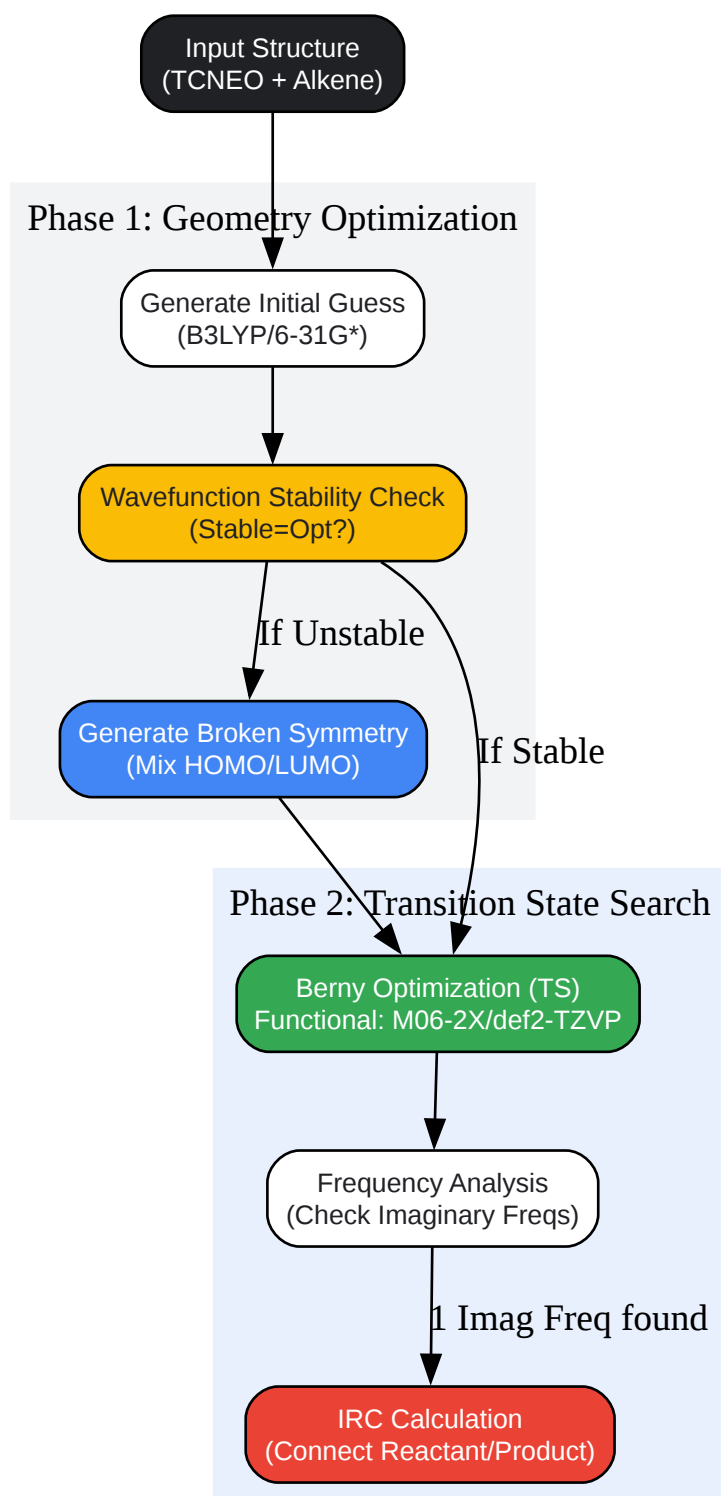 Input Structure
(TCNEO + Alkene)
Phase 1: Geometry Optimization
Generate Initial Guess
(B3LYP/6-31G*)
Wavefunction Stability Check
(Stable=Opt?)
If Unstable
Generate Broken Symmetry
(Mix HOMO/LUMO)
If Stable
Phase 2: Transition State Search
Berny Optimization (TS)
Functional: M06-2X/def2-TZVP
Frequency Analysis
(Check Imaginary Freqs)
1 Imag Freq found
IRC Calculation
(Connect Reactant/Product)